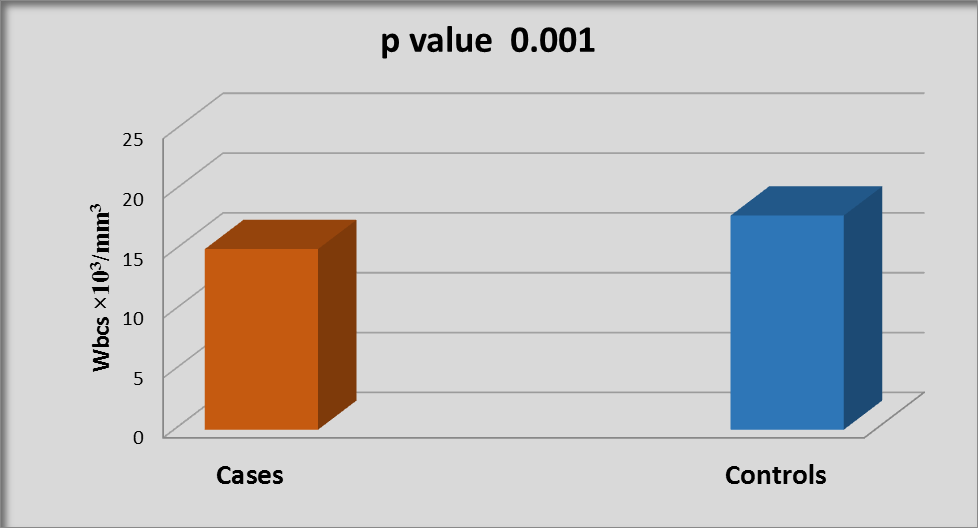 p value 0.001
Wbcs ×10³/mm³
25
20
15
10
5
0
Cases
Controls